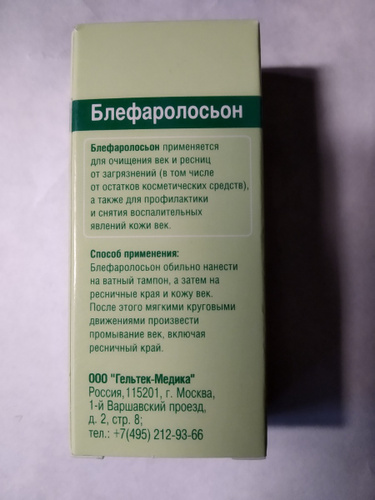 Блефаролосьон
Блефаролосьон применяется
для очищения век и ресниц
от загрязнений (в том числе
от остатков косметических средств),
а также для профилактики
и снятия воспалительных
явлений кожи век.
Способ применения:
Блефаролосьон обильно нанести
на ватный тампон, а затем на
ресничные края и кожу век.
После этого мягкими круговыми
движениями произвести
промывание век, включая
ресничный край.
ООО "Гельтек-Медика"
Россия,115201, г. Москва,
1-й Варшавский проезд,
д. 2, стр. 8;
тел.: +7(495) 212-93-66